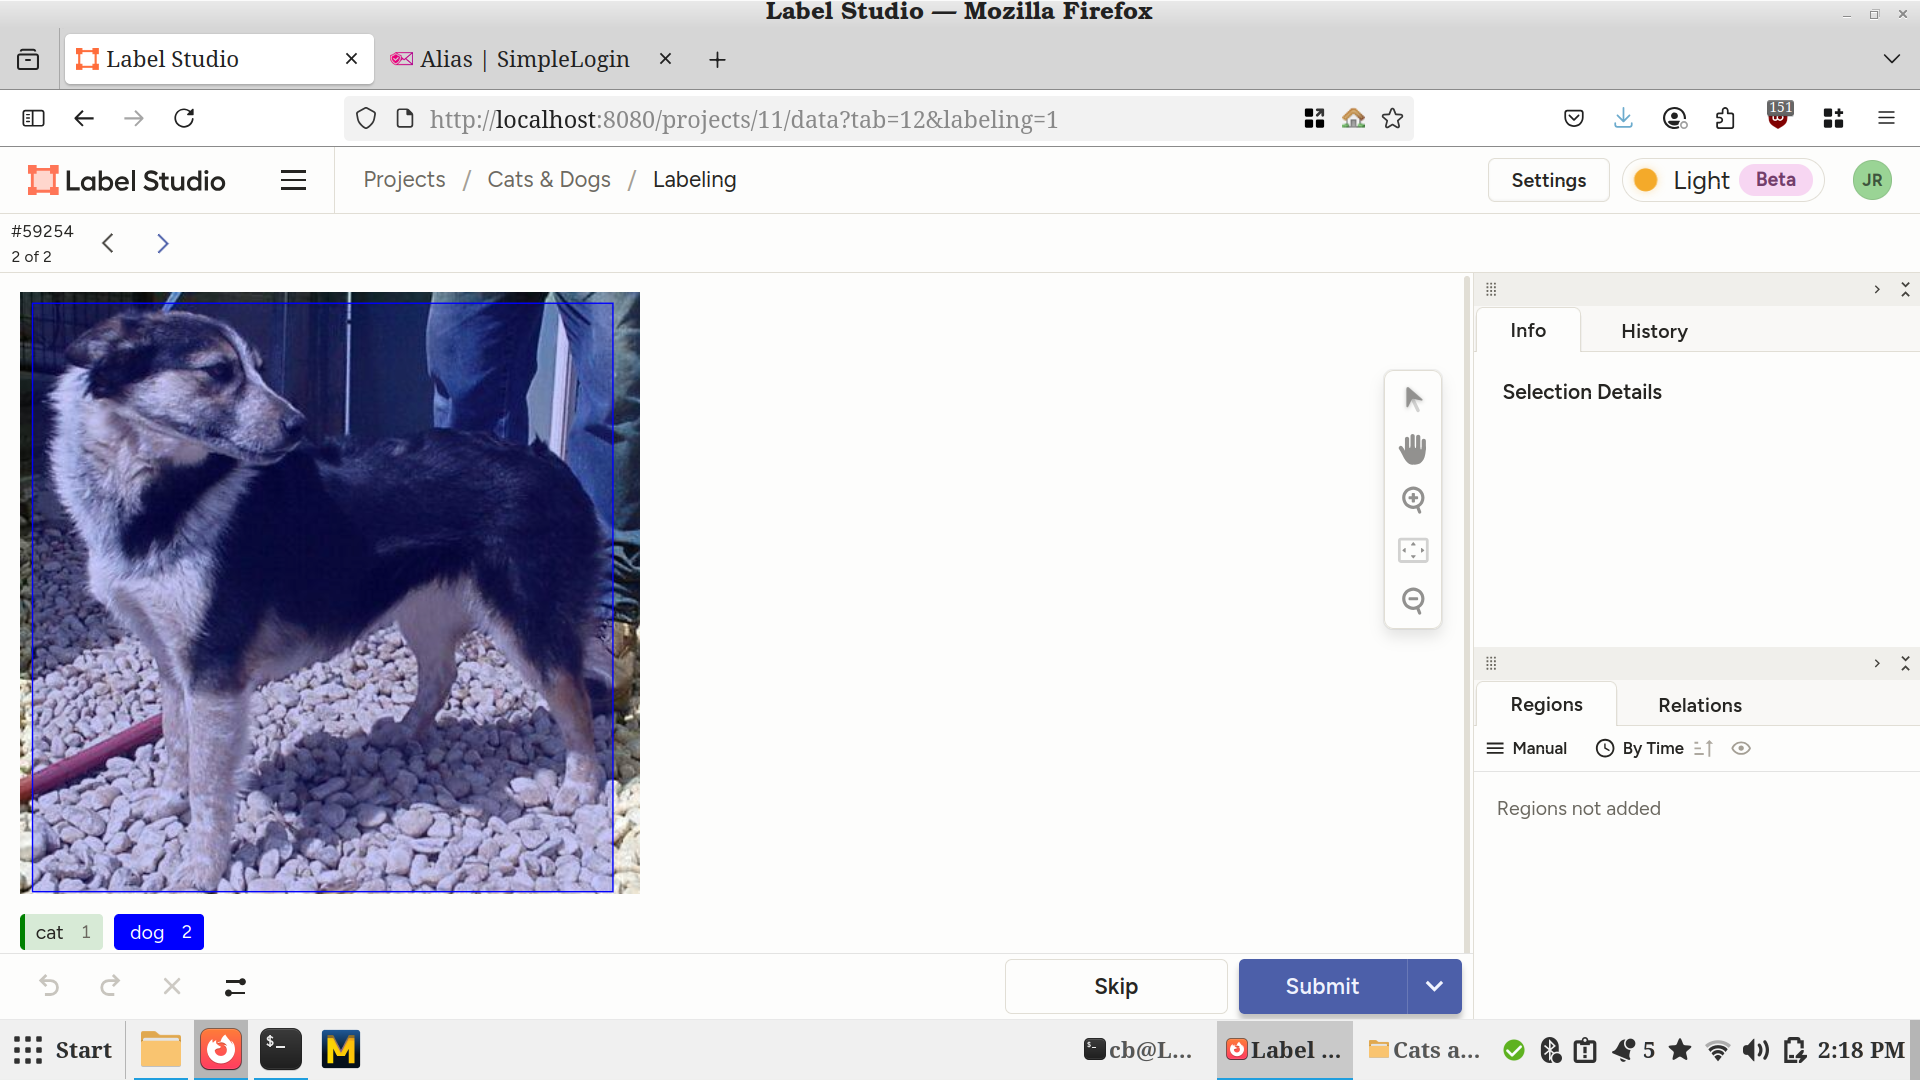 Label Studio — Mozilla Firefox
Label Studio
Alias | SimpleLogin
http://localhost:8080/projects/11/data?tab=12&labeling=1
151
Label Studio
Projects / Cats & Dogs / Labeling
Settings
Light Beta
JR
#59254
2 of 2
Info
History
Selection Details
Regions
Relations
Manual
By Time
Regions not added
cat 1
dog 2
Skip
Submit
Start
$_
M
cb@L...
Label ...
Cats a...
5
2:18 PM